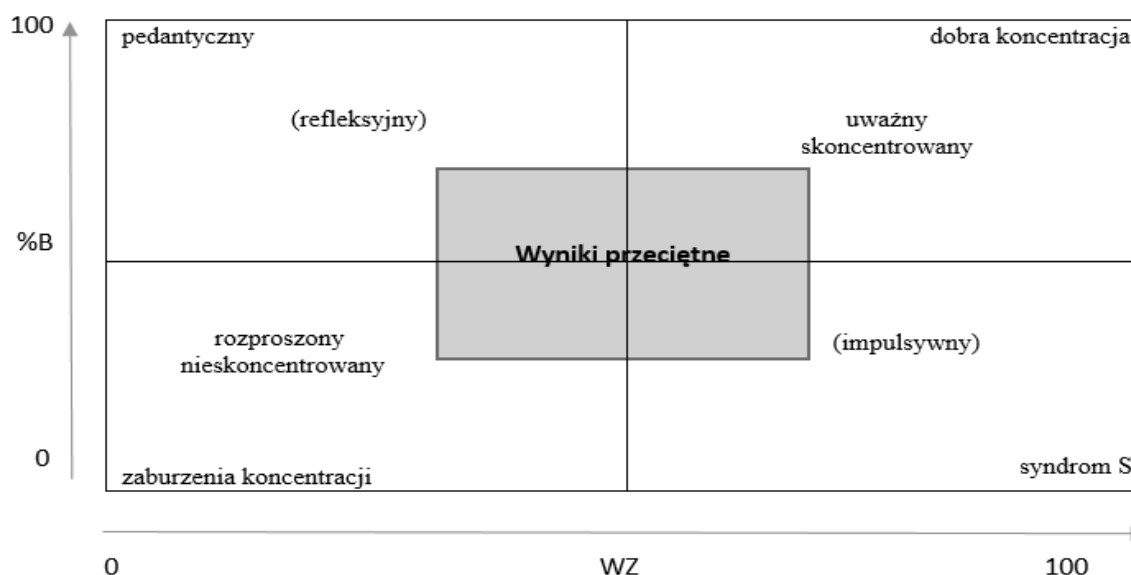 100
pedantyczny
dobra koncentracja
(refleksyjny)
uważny
skoncentrowany
%B
Wyniki przeciętne
rozproszony
nieskoncentrowany
(impulsywny)
0
zaburzenia koncentracji
syndrom S
0
WZ
100